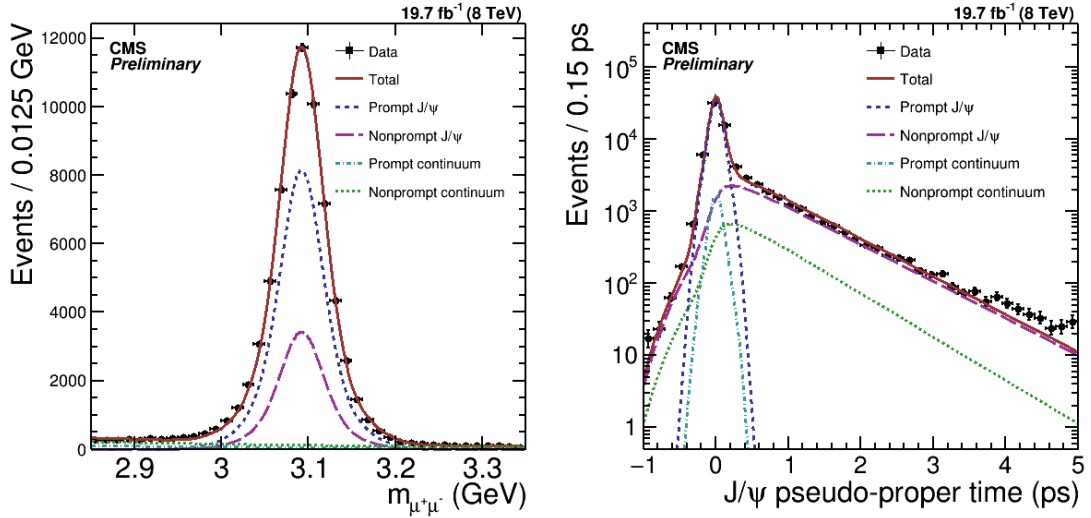 19.7 fb⁻¹ (8 TeV)
CMS
Preliminary
Data
Total
Prompt J/ψ
Nonprompt J/ψ
Prompt continuum
Nonprompt continuum
Events / 0.0125 GeV
12000
10000
8000
6000
4000
2000
0
2.9 3 3.1 3.2 3.3
m_μ⁺μ⁻ (GeV)
19.7 fb⁻¹ (8 TeV)
CMS
Preliminary
Data
Total
Prompt J/ψ
Nonprompt J/ψ
Prompt continuum
Nonprompt continuum
Events / 0.15 ps
10⁵
10⁴
10³
10²
10
1
−1 0 1 2 3 4 5
J/ψ pseudo-proper time (ps)